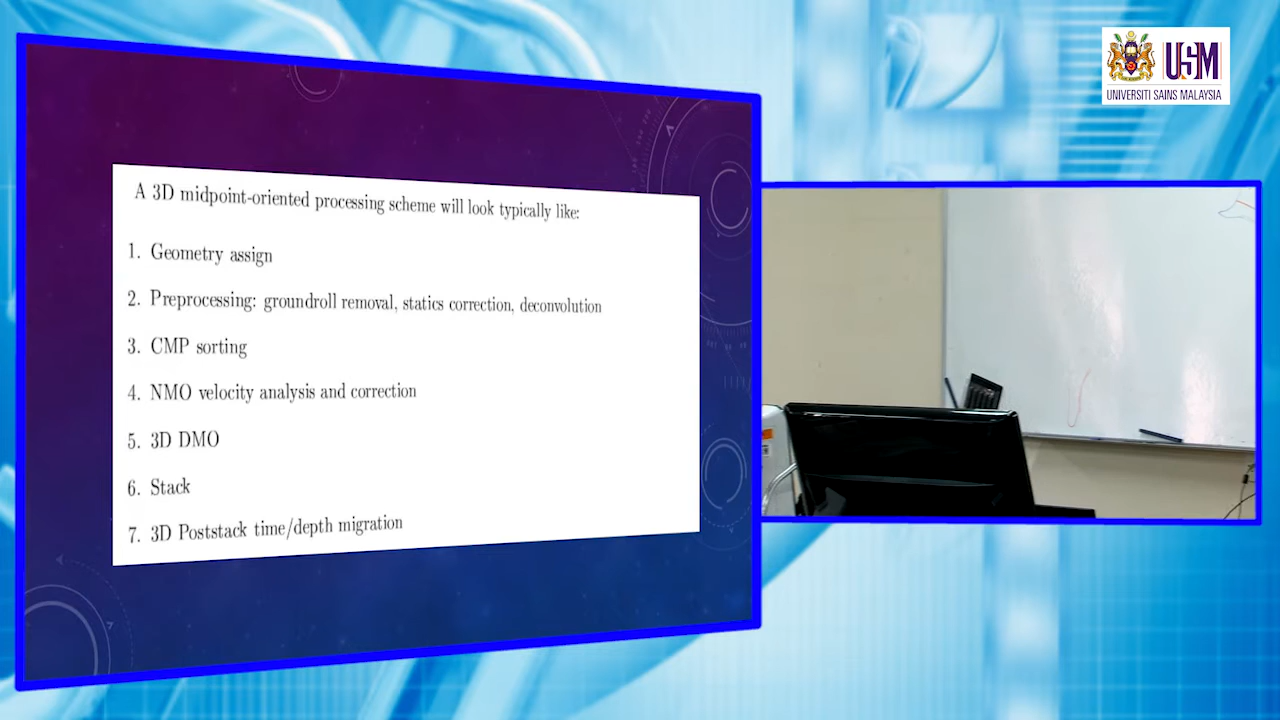 A 3D midpoint-oriented processing scheme will look typically like:
1. Geometry assign
2. Preprocessing: groundroll removal, statics correction, deconvolution
3. CMP sorting
4. NMO velocity analysis and correction
5. 3D DMO
6. Stack
7. 3D Poststack time/depth migration
USM
UNIVERSITI SAINS MALAYSIA